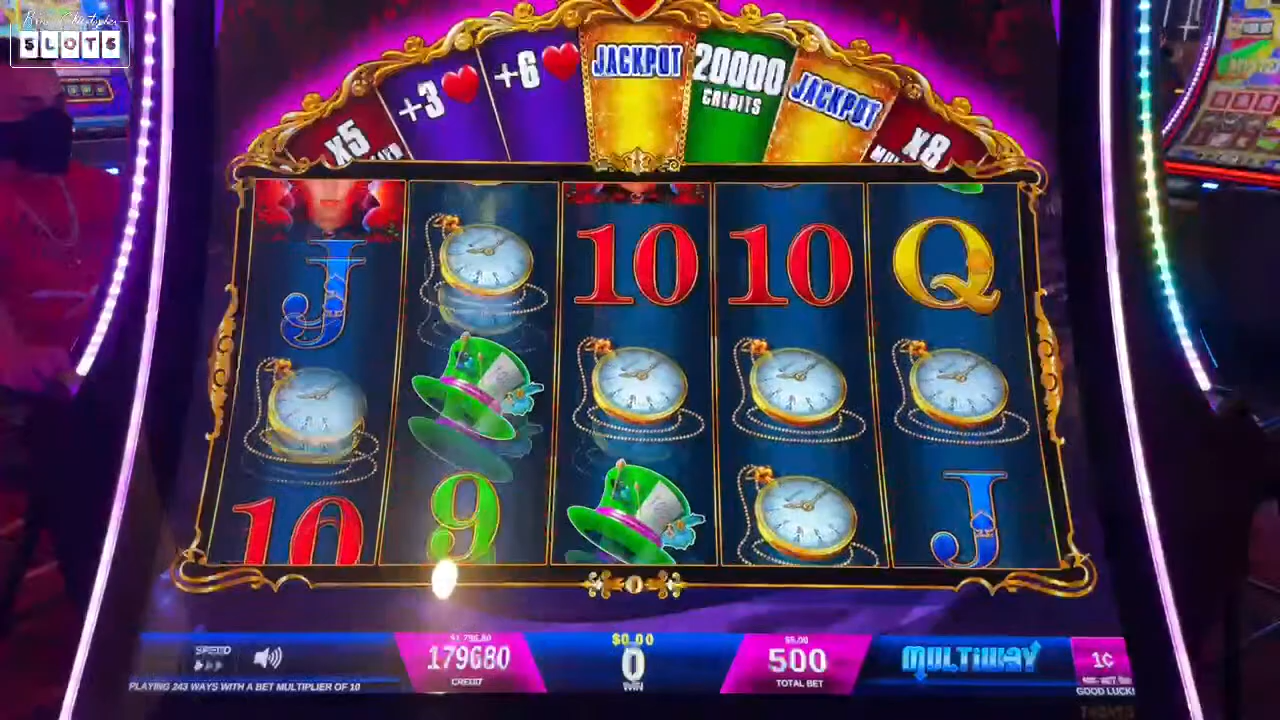 SLOTS
x5
+3
+6
JACKPOT
20000
CREDITS
JACKPOT
x8
J
10
10
Q
10
9
J
SPEED
$1,796.80
179680
CREDIT
$0.00
0
WIN
$5.00
500
TOTAL BET
MULTIWAY
1¢
PLAYING 243 WAYS WITH A BET MULTIPLIER OF 10
GOOD LUCK!